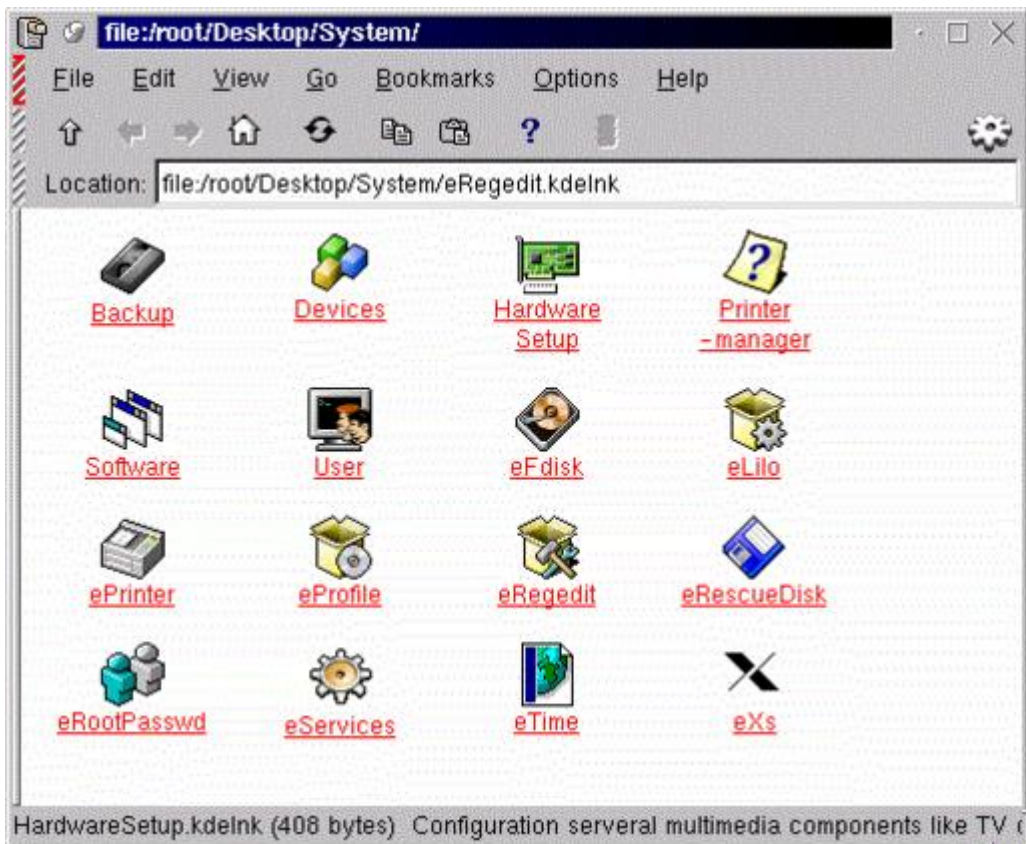 file:/root/Desktop/System/
File Edit View Go Bookmarks Options Help
Location: file:/root/Desktop/System/eRegedit.kdelnk
Backup
Devices
Hardware
Setup
Printer
-manager
Software
User
eFdisk
eLilo
ePrinter
eProfile
eRegedit
eRescueDisk
eRootPasswd
eServices
eTime
eXs
HardwareSetup.kdelnk (408 bytes) Configuration serveral multimedia components like TV